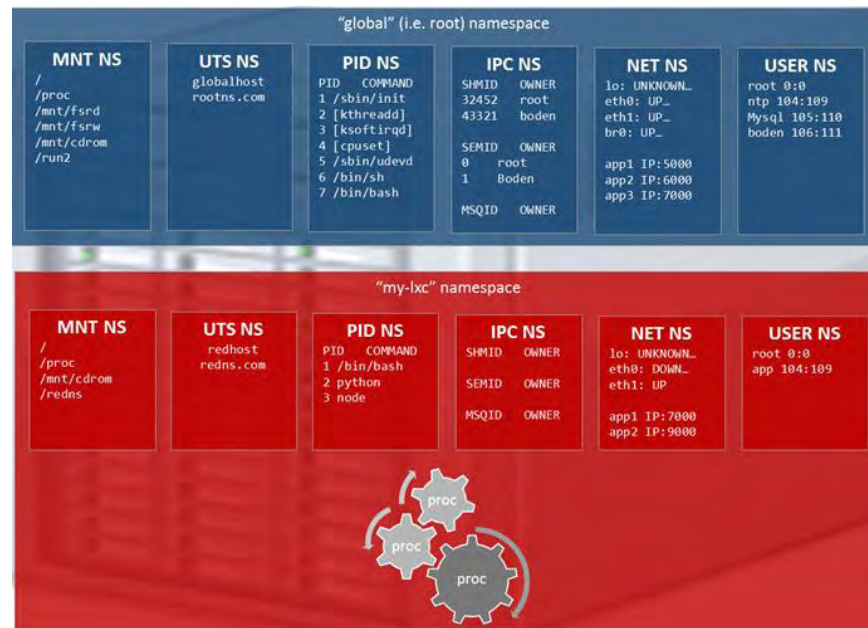 “global” (i.e. root) namespace
MNT NS
/
/proc
/mnt/fsrd
/mnt/fsrw
/mnt/cdrom
/run2
UTS NS
globalhost
rootns.com
PID NS
PID COMMAND
1 /sbin/init
2 [kthreadd]
3 [ksoftirqd]
4 [cpuset]
5 /sbin/udevd
6 /bin/sh
7 /bin/bash
IPC NS
SHMID OWNER
32452 root
43321 boden
SEMID OWNER
0 root
1 Boden
MSQID OWNER
NET NS
lo: UNKNOWN…
eth0: UP…
eth1: UP…
br0: UP…
app1 IP:5000
app2 IP:6000
app3 IP:7000
USER NS
root 0:0
ntp 104:109
Mysql 105:110
boden 106:111
“my-lxc” namespace
MNT NS
/
/proc
/mnt/cdrom
/redns
UTS NS
redhost
redns.com
PID NS
PID COMMAND
1 /bin/bash
2 python
3 node
IPC NS
SHMID OWNER
SEMID OWNER
MSQID OWNER
NET NS
lo: UNKNOWN…
eth0: DOWN…
eth1: UP
app1 IP:7000
app2 IP:9000
USER NS
root 0:0
app 104:109
proc
proc
proc